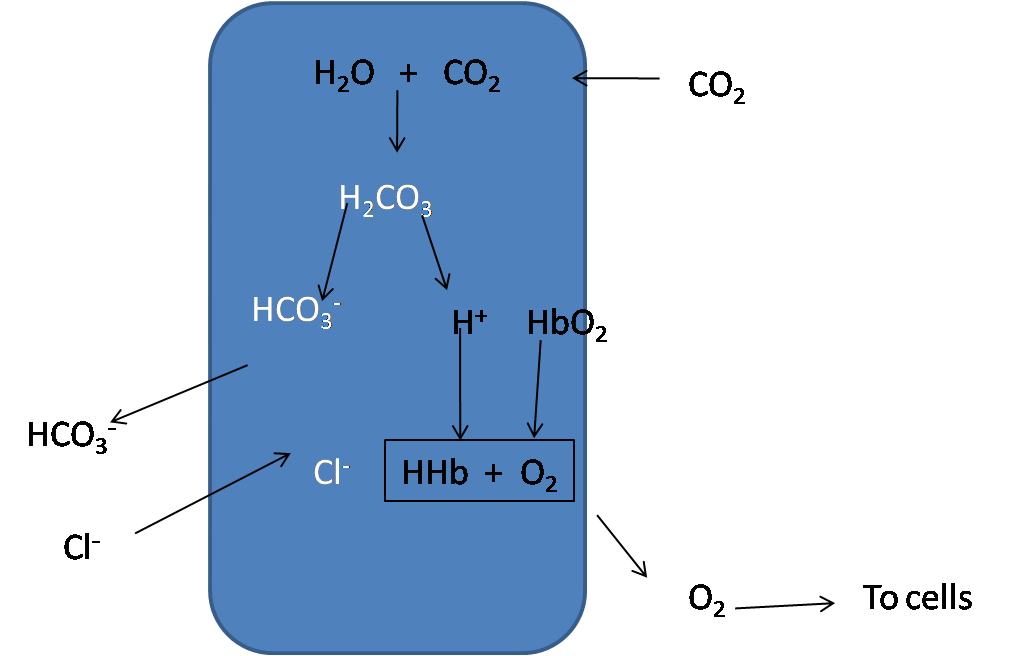 H₂O + CO₂
CO₂
H₂CO₃
HCO₃⁻
H⁺ HbO₂
HCO₃⁻
Cl⁻ HHb + O₂
Cl⁻
O₂ To cells